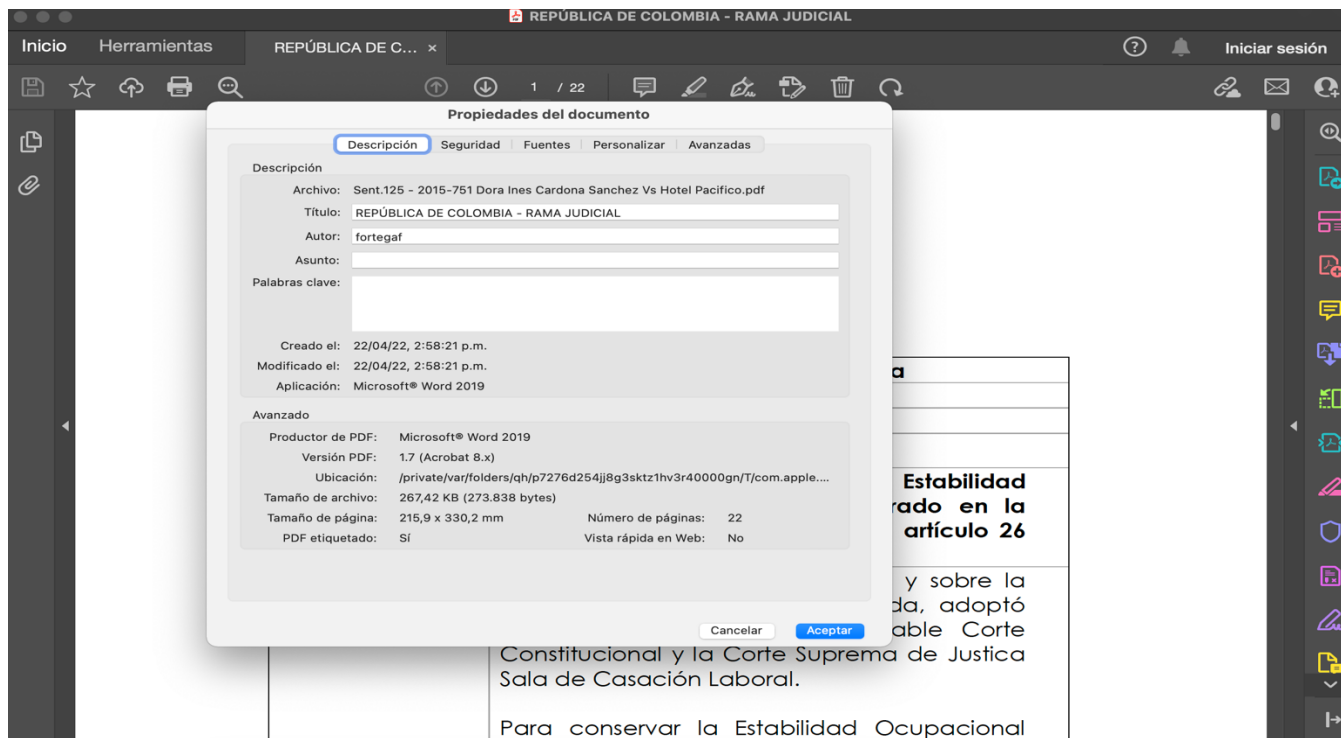 REPÚBLICA DE COLOMBIA - RAMA JUDICIAL
Inicio Herramientas REPÚBLICA DE C... × Iniciar sesión
1 / 22
Propiedades del documento
Descripción Seguridad Fuentes Personalizar Avanzadas
Descripción
Archivo: Sent.125 - 2015-751 Dora Ines Cardona Sanchez Vs Hotel Pacifico.pdf
Título: REPÚBLICA DE COLOMBIA - RAMA JUDICIAL
Autor: fortegaf
Asunto:
Palabras clave:
Creado el: 22/04/22, 2:58:21 p.m.
Modificado el: 22/04/22, 2:58:21 p.m.
Aplicación: Microsoft® Word 2019
Avanzado
Productor de PDF: Microsoft® Word 2019
Versión PDF: 1.7 (Acrobat 8.x)
Ubicación: /private/var/folders/qh/p7276d254jj8g3sktz1hv3r40000gn/T/com.apple....
Tamaño de archivo: 267,42 KB (273.838 bytes)
Tamaño de página: 215,9 x 330,2 mm Número de páginas: 22
PDF etiquetado: Sí Vista rápida en Web: No
Cancelar Aceptar
a
Estabilidad
rado en la
artículo 26
y sobre la
da, adoptó
able Corte
Constitucional y la Corte Suprema de Justica
Sala de Casación Laboral.
Para conservar la Estabilidad Ocupacional